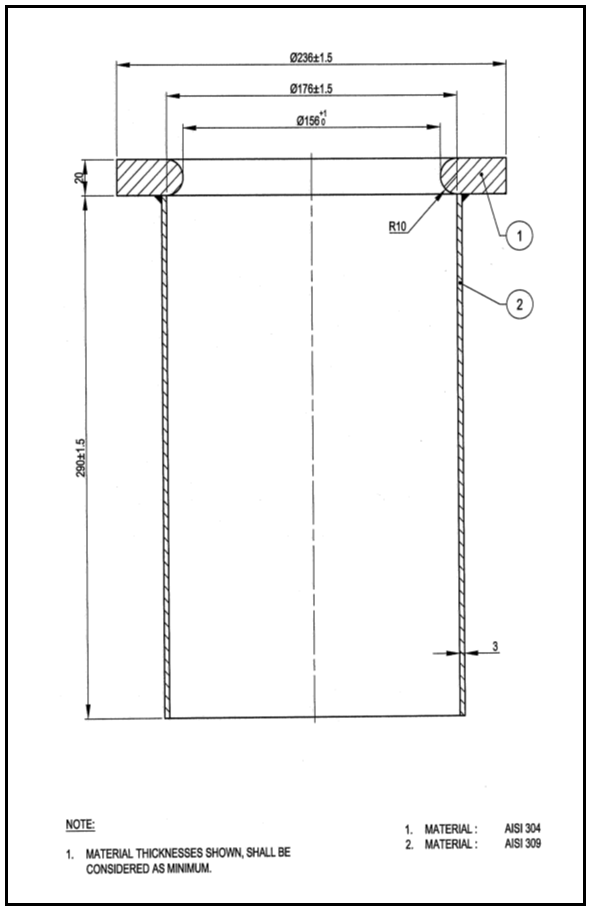 Ø236±1.5
Ø176±1.5
Ø156 +1 0
20
R10
1
2
290±1.5
3
NOTE:
1. MATERIAL THICKNESSES SHOWN, SHALL BE
CONSIDERED AS MINIMUM.
1. MATERIAL : AISI 304
2. MATERIAL : AISI 309